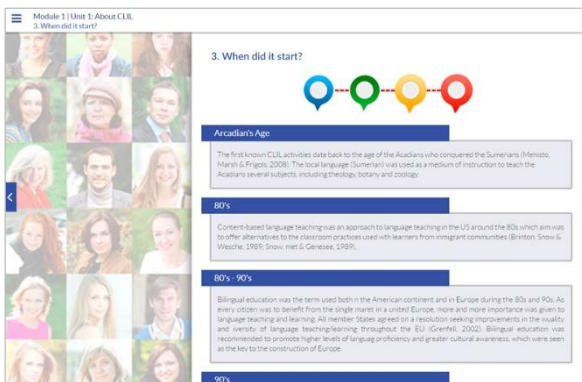 Module 1 | Unit 1: About CLIL
3. When did it start?
3. When did it start?
Arcadian's Age
The first known CLIL activities date back to the age of the Acadians who conquered the Sumerians (Mehisto,
Marsh & Frigols, 2008). The local language (Sumerian) was used as a medium of instruction to teach the
Acadians several subjects, including theology, botany and zoology.
80's
Content-based language teaching was an approach to language teaching in the US around the 80s which aim was
to offer alternatives to the classroom practices used with learners from inmigrant communities (Brinton, Snow &
Wesche, 1989; Snow, met & Genesee, 1989).
80's - 90's
Bilingual education was the term used both n the American continent and in Europe during the 80s and 90s. As
every citizen was to benefit from the single maret in a united Europe, more and more importance was given to
language teaching and learning. All member States agreed on a resolution seeking improvements in the wuality
and iversity of language teaching/learning throughout the EU (Grenfell, 2002). Bilingual education was
recommended to promote higher levels of languag proficiency and greater cultural awareness, which were seen
as the key to the construction of Europe.
90's